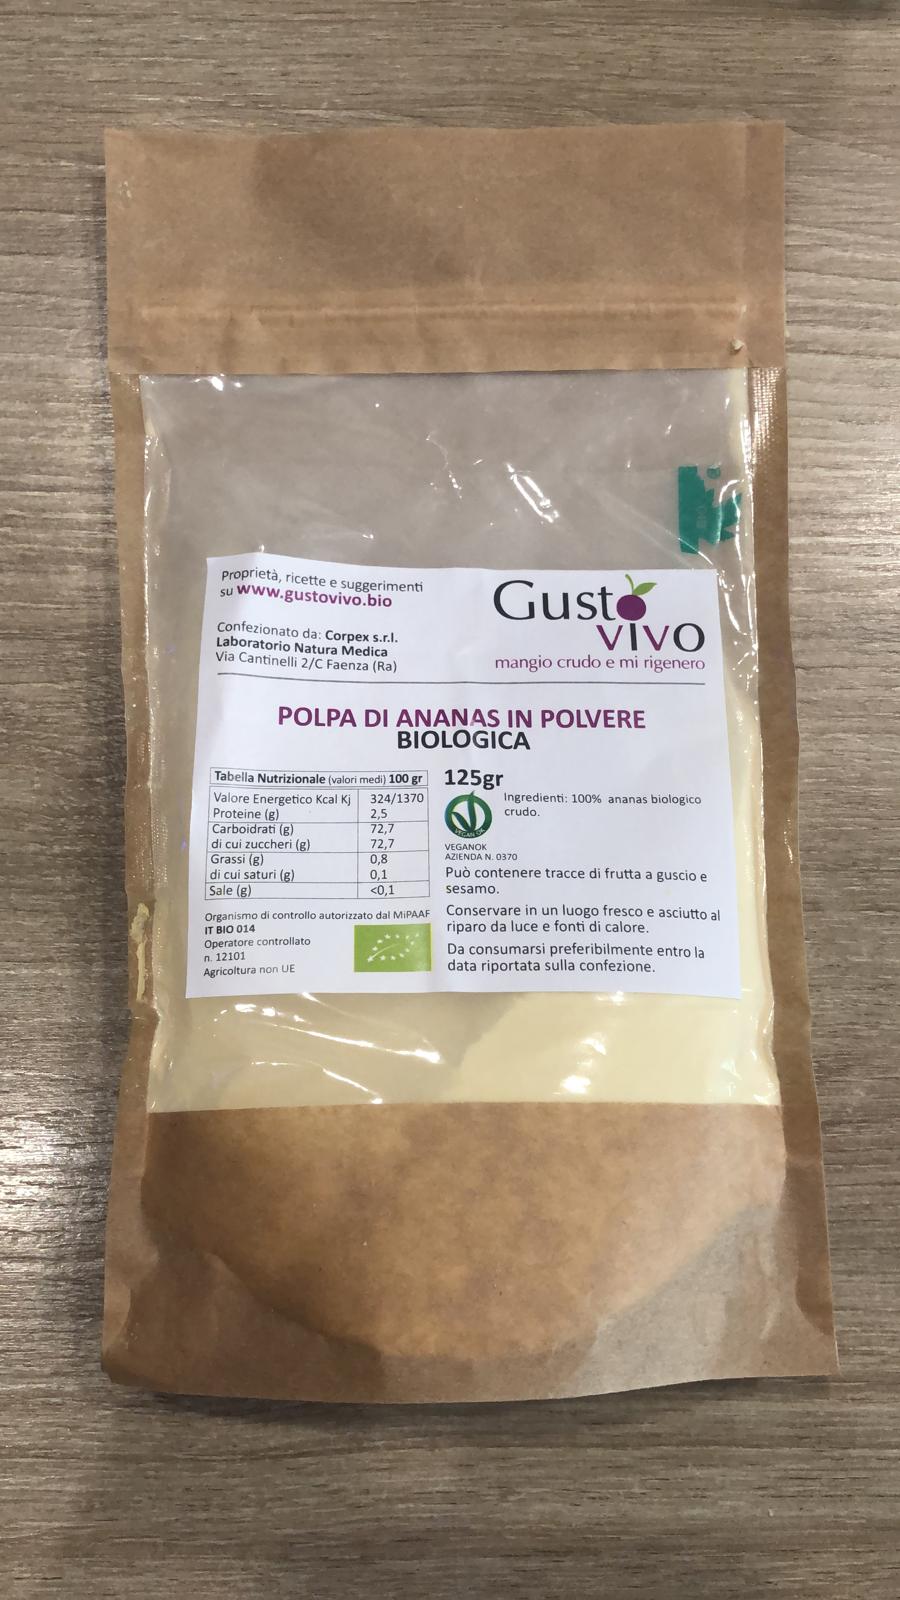 Proprietà, ricette e suggerimenti
su www.gustovivo.bio
Confezionato da: Corpex s.r.l.
Laboratorio Natura Medica
Via Cantinelli 2/C Faenza (Ra)
Gusto
vivo
mangio crudo e mi rigenero
POLPA DI ANANAS IN POLVERE
BIOLOGICA
Tabella Nutrizionale (valori medi) 100 gr
Valore Energetico Kcal Kj 324/1370
Proteine (g) 2,5
Carboidrati (g) 72,7
di cui zuccheri (g) 72,7
Grassi (g) 0,8
di cui saturi (g) 0,1
Sale (g) <0,1
Organismo di controllo autorizzato dal MiPAAF
IT BIO 014
Operatore controllato
n. 12101
Agricoltura non UE
125gr
Ingredienti: 100% ananas biologico
crudo.
VEGAN OK
VEGANOK
AZIENDA N. 0370
Può contenere tracce di frutta a guscio e
sesamo.
Conservare in un luogo fresco e asciutto al
riparo da luce e fonti di calore.
Da consumarsi preferibilmente entro la
data riportata sulla confezione.